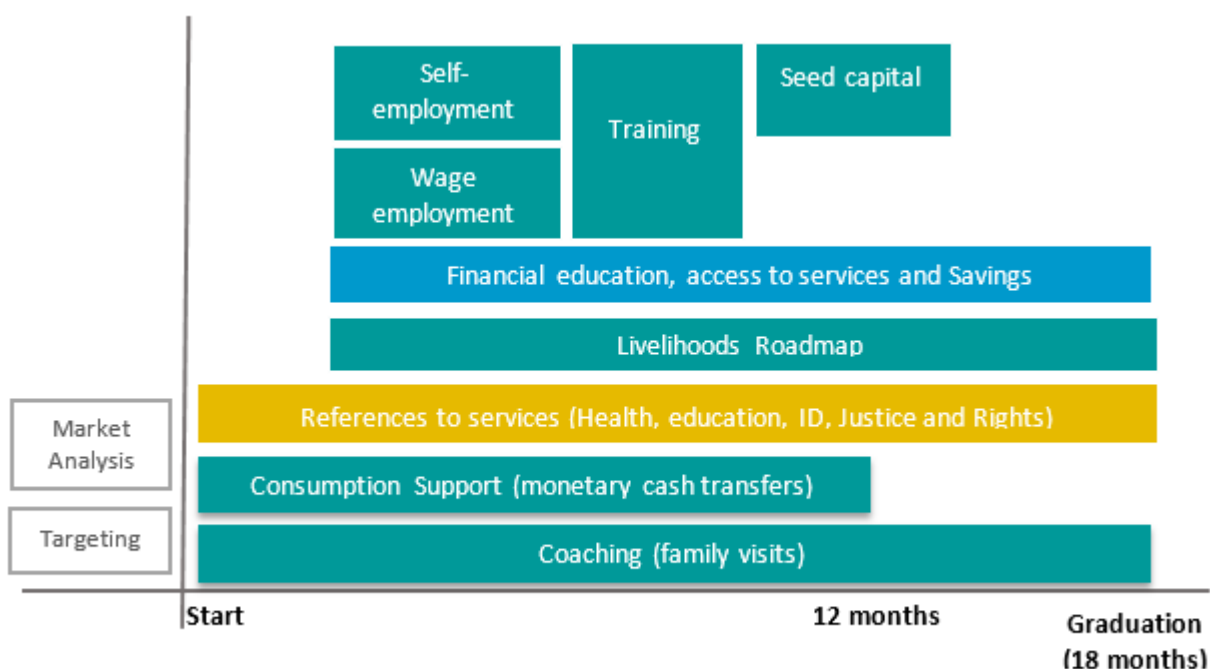 Self-
employment
Training
Seed capital
Wage
employment
Financial education, access to services and Savings
Livelihoods Roadmap
References to services (Health, education, ID, Justice and Rights)
Market
Analysis
Consumption Support (monetary cash transfers)
Targeting
Coaching (family visits)
Start
12 months
Graduation
(18 months)